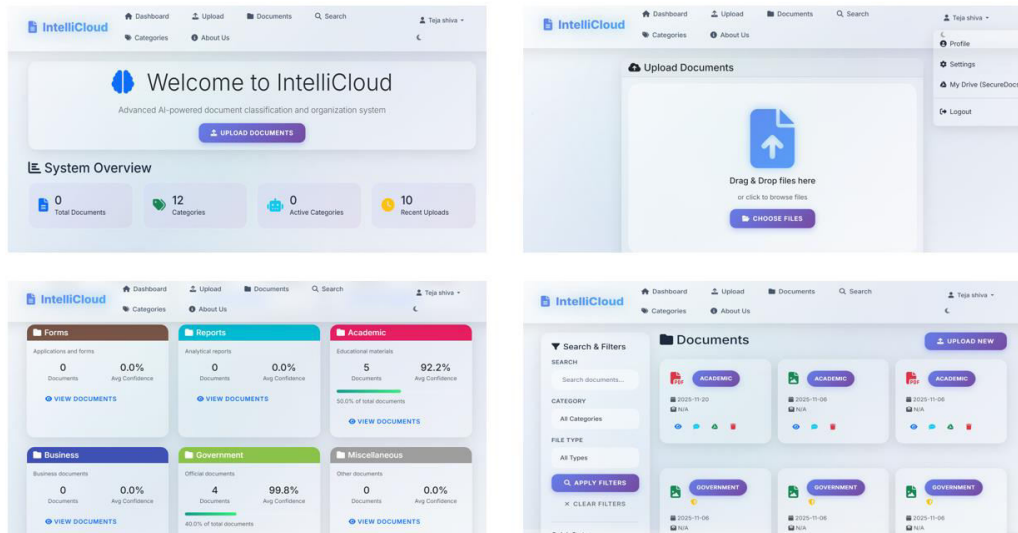 IntelliCloud
Dashboard
Upload
Documents
Search
Teja shiva
Categories
About Us
Welcome to IntelliCloud
Advanced AI-powered document classification and organization system
UPLOAD DOCUMENTS
System Overview
0
Total Documents
12
Categories
0
Active Categories
10
Recent Uploads
IntelliCloud
Dashboard
Upload
Documents
Search
Teja shiva
Categories
About Us
Profile
Settings
My Drive (SecureDocs
Logout
Upload Documents
Drag & Drop files here
or click to browse files
CHOOSE FILES
IntelliCloud
Dashboard
Upload
Documents
Search
Teja shiva
Categories
About Us
Forms
Applications and forms
0 0.0%
Documents Avg Confidence
VIEW DOCUMENTS
Reports
Analytical reports
0 0.0%
Documents Avg Confidence
VIEW DOCUMENTS
Academic
Educational materials
5 92.2%
Documents Avg Confidence
50.0% of total documents
VIEW DOCUMENTS
Business
Business documents
0 0.0%
Documents Avg Confidence
VIEW DOCUMENTS
Government
Official documents
4 99.8%
Documents Avg Confidence
40.0% of total documents
Miscellaneous
Other documents
0 0.0%
Documents Avg Confidence
VIEW DOCUMENTS
IntelliCloud
Dashboard
Upload
Documents
Search
Teja shiva
Categories
About Us
Search & Filters
SEARCH
Search documents...
CATEGORY
All Categories
FILE TYPE
All Types
APPLY FILTERS
CLEAR FILTERS
Documents
UPLOAD NEW
PDF
ACADEMIC
2025-11-20
N/A
ACADEMIC
2025-11-06
N/A
PDF
ACADEMIC
2025-11-06
N/A
GOVERNMENT
2025-11-06
N/A
GOVERNMENT
2025-11-06
N/A
GOVERNMENT
2025-11-06
N/A